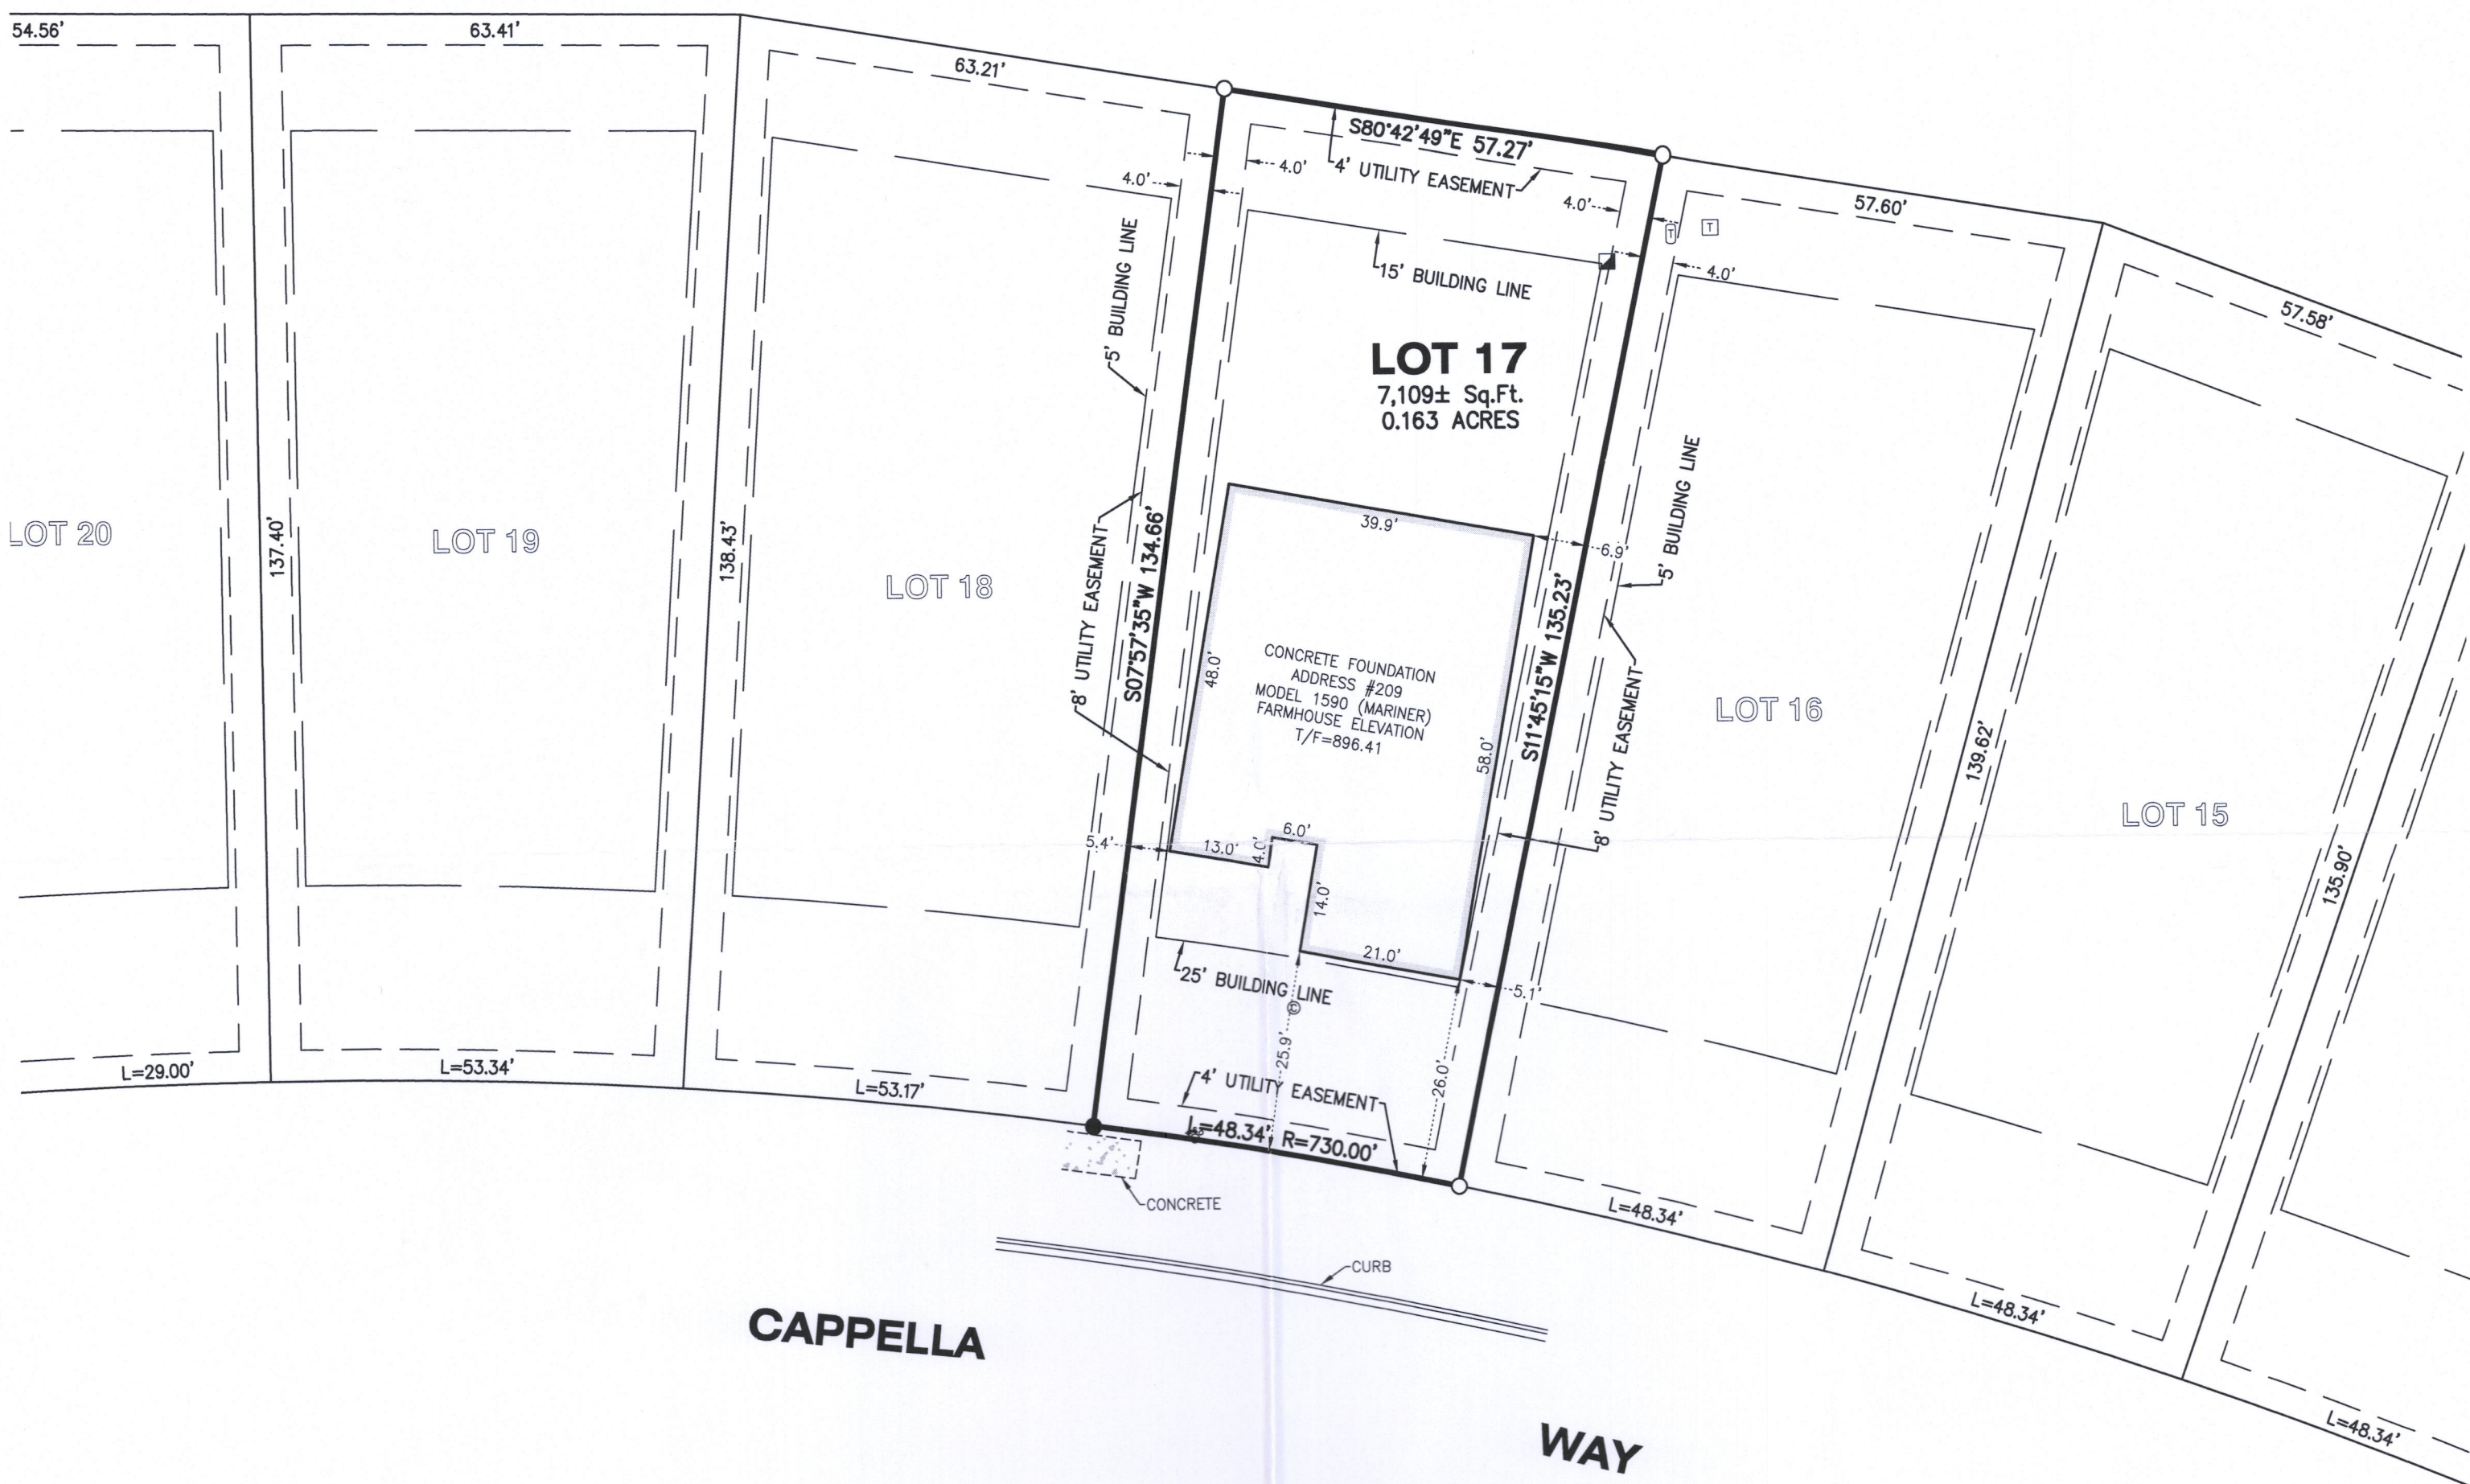 54.56'
63.41'
63.21'
S80°42'49"E 57.27'
4' UTILITY EASEMENT
4.0'
4.0'
4.0'
57.60'
T
T
4.0'
57.58'
15' BUILDING LINE
5' BUILDING LINE
LOT 17
7,109± Sq.Ft.
0.163 ACRES
5' BUILDING LINE
LOT 20
137.40'
LOT 19
138.43'
LOT 18
8' UTILITY EASEMENT
S07°57'35"W 134.66'
39.9'
6.9'
48.0'
CONCRETE FOUNDATION
ADDRESS #209
MODEL 1590 (MARINER)
FARMHOUSE ELEVATION
T/F=896.41
58.0'
S11°45'15"W 135.23'
8' UTILITY EASEMENT
LOT 16
139.62'
LOT 15
135.90'
5.4'
13.0'
4.0'
6.0'
14.0'
21.0'
25' BUILDING LINE
5.1'
C
25.9'
26.0'
4' UTILITY EASEMENT
L=29.00'
L=53.34'
L=53.17'
L=48.34' R=730.00'
CONCRETE
L=48.34'
CURB
L=48.34'
L=48.34'
CAPPELLA
WAY